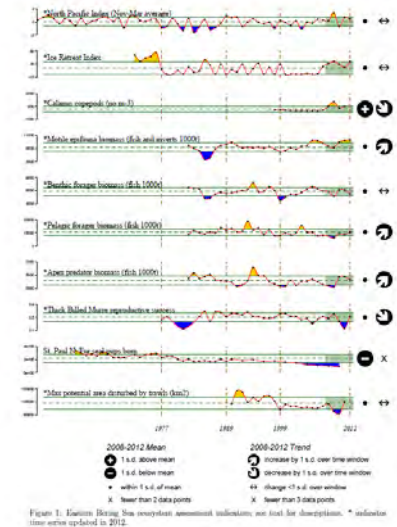 *North Pacific Index (Nov-Mar average)
*Ice Retreat Index
*Calanus copepods (no m-3)
*Motile epifauna biomass (fish and inverts 1000t)
*Benthic forager biomass (fish 1000t)
*Pelagic forager biomass (fish 1000t)
*Apex predator biomass (fish 1000t)
*Thick Billed Murre reproductive success
St. Paul N Fur seal pups born
*Max potential area disturbed by trawls (km2)
1977 1989 1999 2012
2008-2012 Mean 2008-2012 Trend
1 s.d. above mean increase by 1 s.d. over time window
1 s.d. below mean decrease by 1 s.d. over time window
within 1 s.d. of mean change <1 s.d. over window
x fewer than 2 data points x fewer than 3 data points
Figure 1: Eastern Bering Sea ecosystem assessment indicators; see text for descriptions. * indicates
time series updated in 2012.